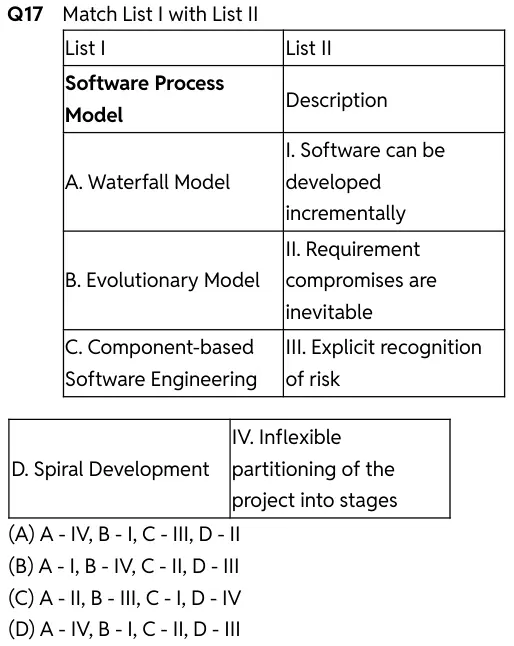 Q17 Match List I with List II
List I List II
Software Process
Model
Description
A. Waterfall Model
I. Software can be
developed
incrementally
B. Evolutionary Model
II. Requirement
compromises are
inevitable
C. Component-based
Software Engineering
III. Explicit recognition
of risk
D. Spiral Development
IV. Inflexible
partitioning of the
project into stages
(A) A - IV, B - I, C - III, D - II
(B) A - I, B - IV, C - II, D - III
(C) A - II, B - III, C - I, D - IV
(D) A - IV, B - I, C - II, D - III